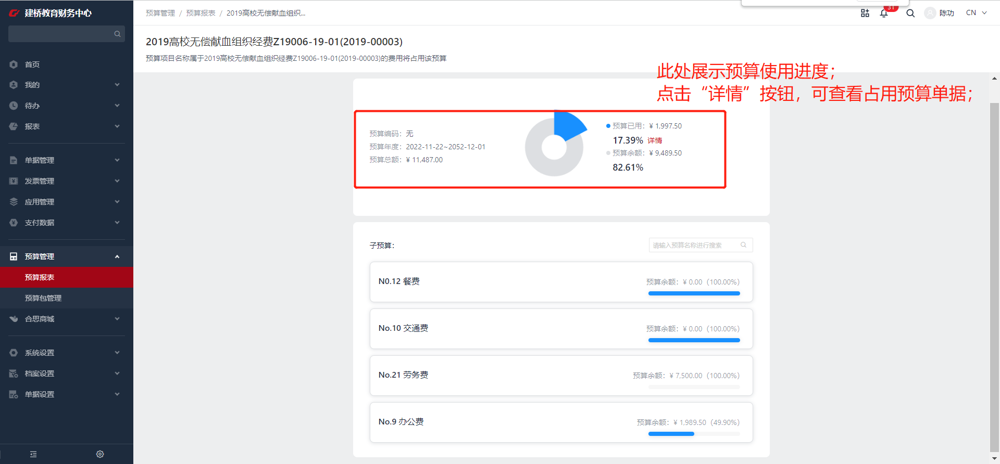 建桥教育财务中心
首页
我的
待办
报表
单据管理
发票管理
应用管理
支付数据
预算管理
预算报表
预算包管理
合思商城
系统设置
档案设置
单据设置
预算管理 / 预算报表 / 2019高校无偿献血组织...
31
陈功
CN
2019高校无偿献血组织经费Z19006-19-01(2019-00003)
预算项目名称属于2019高校无偿献血组织经费Z19006-19-01(2019-00003)的费用将占用该预算
此处展示预算使用进度；
点击“详情”按钮，可查看占用预算单据；
预算编码：无
预算年度：2022-11-22~2052-12-01
预算总额：¥ 11,487.00
预算已用：¥ 1,997.50
17.39% 详情
预算余额：¥ 9,489.50
82.61%
子预算：
请输入预算名称进行搜索
N0.12 餐费
预算余额：¥ 0.00（100.00%）
No.10 交通费
预算余额：¥ 0.00（100.00%）
No.21 劳务费
预算余额：¥ 7,500.00（100.00%）
No.9 办公费
预算余额：¥ 1,989.50（49.90%）